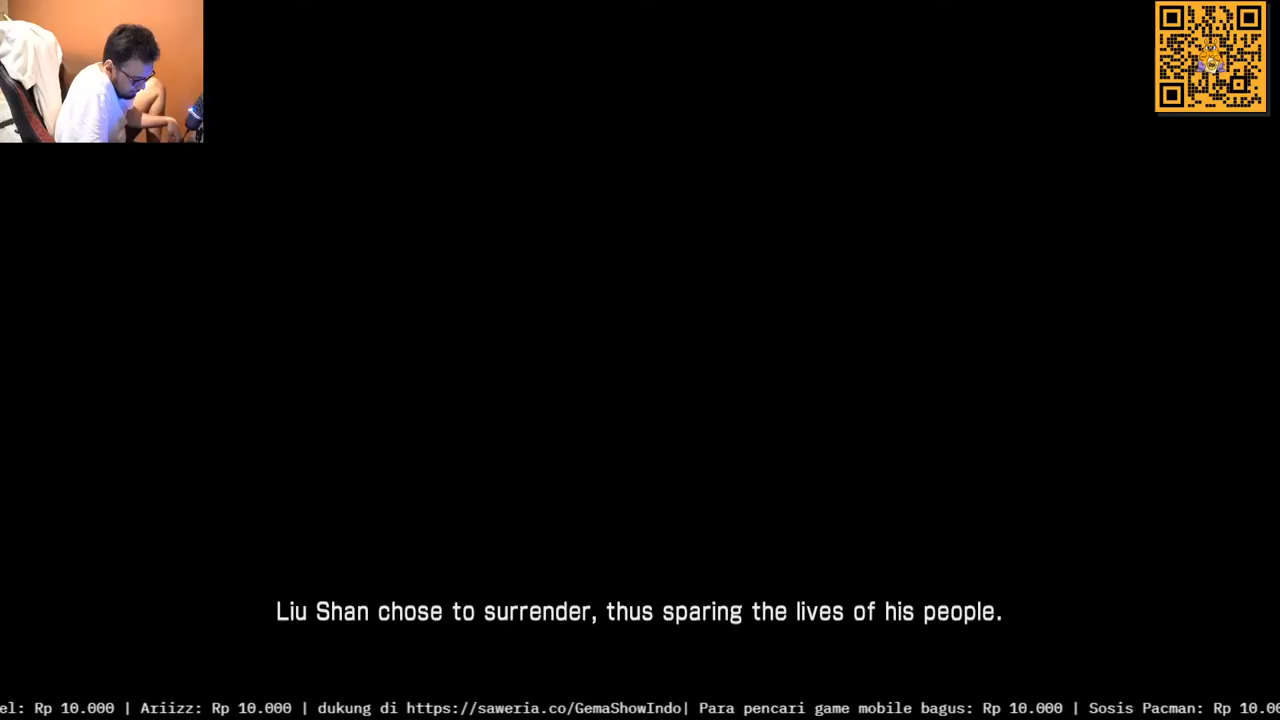 Liu Shan chose to surrender, thus sparing the lives of his people.
el: Rp 10.000 | Ariizz: Rp 10.000 | dukung di https://saweria.co/GemaShowIndo| Para pencari game mobile bagus: Rp 10.000 | Sosis Pacman: Rp 10.00